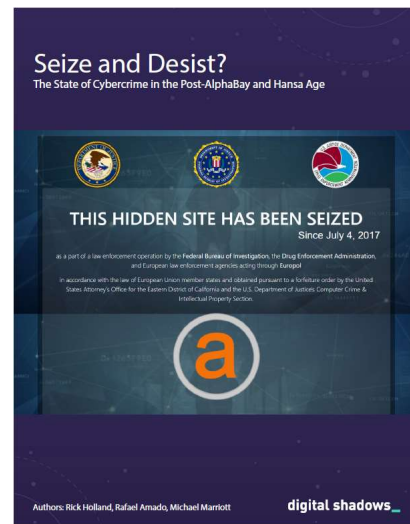 Seize and Desist?
The State of Cybercrime in the Post-AlphaBay and Hansa Age
THIS HIDDEN SITE HAS BEEN SEIZED
Since July 4, 2017
as a part of a law enforcement operation by the Federal Bureau of Investigation, the Drug Enforcement Administration,
and European law enforcement agencies acting through Europol
in accordance with the law of European Union member states and obtained pursuant to a forfeiture order by the United
States Attorney's Office for the Eastern District of California and the U.S. Department of Justice's Computer Crime &
Intellectual Property Section.
a
Authors: Rick Holland, Rafael Amado, Michael Marriott
digital shadows_